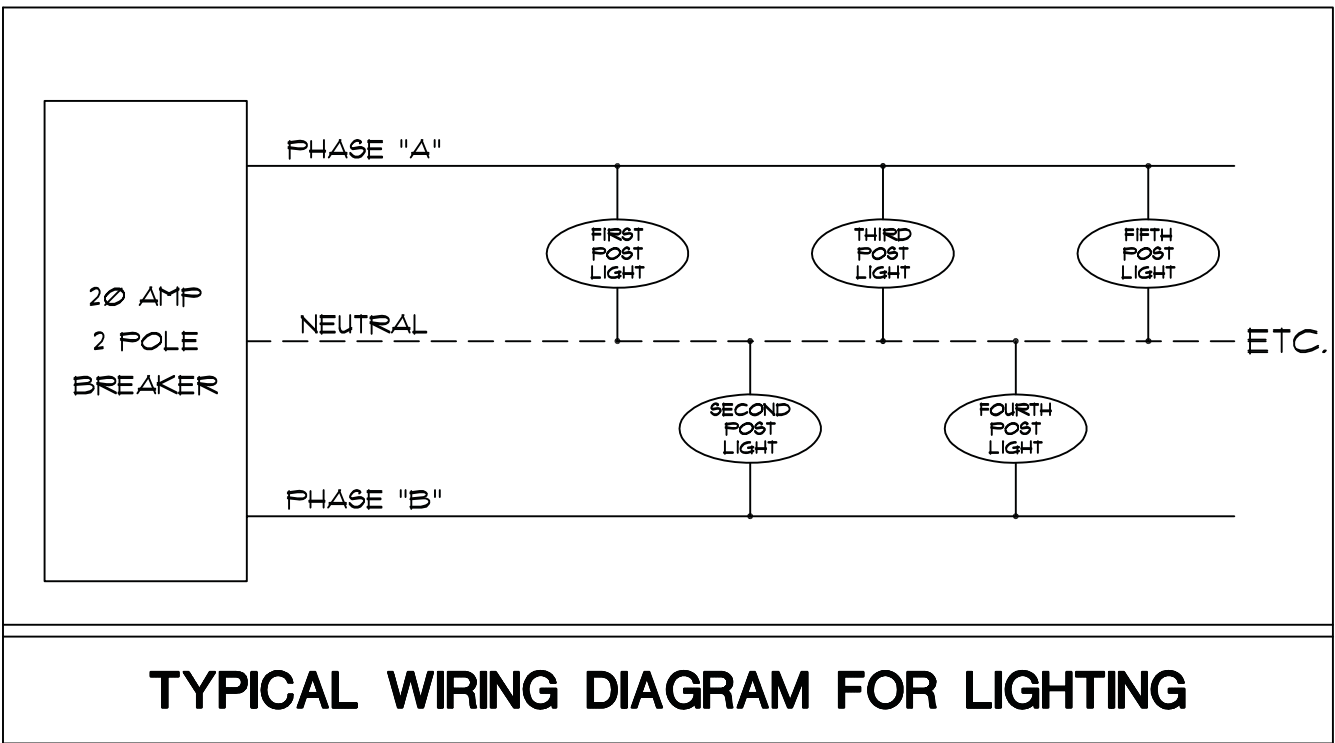 PHASE "A"
FIRST
POST
LIGHT
THIRD
POST
LIGHT
FIFTH
POST
LIGHT
20 AMP
2 POLE
BREAKER
NEUTRAL
ETC.
SECOND
POST
LIGHT
FOURTH
POST
LIGHT
PHASE "B"
TYPICAL WIRING DIAGRAM FOR LIGHTING